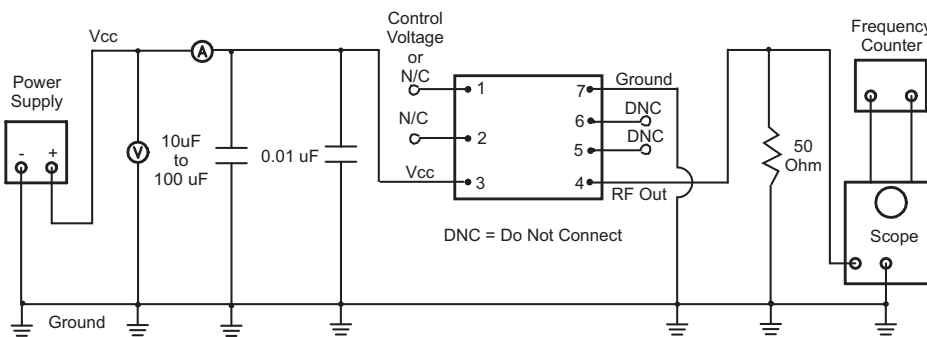 Control
Voltage
or
N/C
Frequency
Counter
Vcc
A
Power
Supply
1
7
Ground
N/C
6
DNC
- +
V
10uF
to
100 uF
0.01 uF
2
5
DNC
50
Ohm
Vcc
3
4
RF Out
Scope
DNC = Do Not Connect
Ground